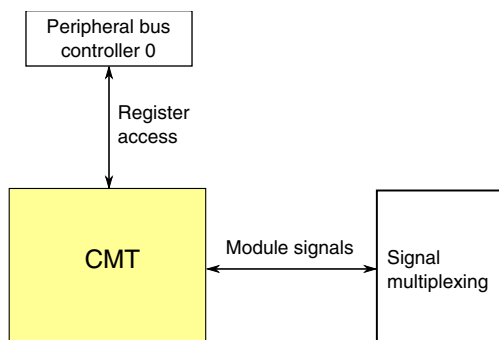 Peripheral bus
controller 0
Register
access
CMT
Module signals
Signal
multiplexing